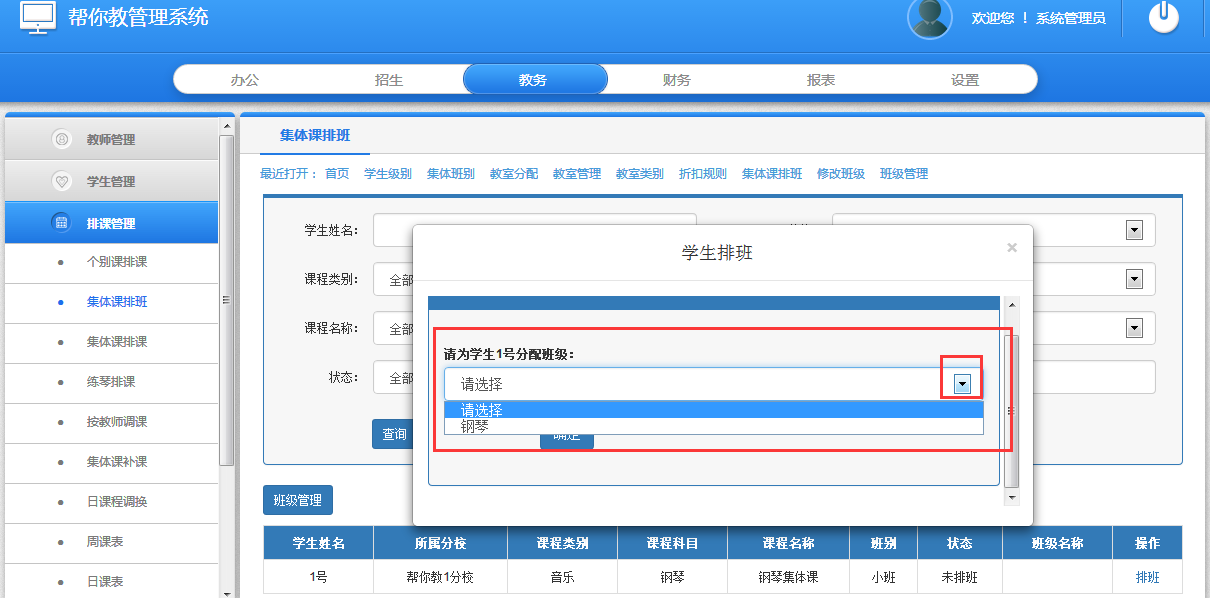 帮你教管理系统
欢迎您 ! 系统管理员
办公 招生 教务 财务 报表 设置
教师管理
学生管理
排课管理
个别课排课
集体课排班
集体课排课
练琴排课
按教师调课
集体课补课
日课程调换
周课表
日课表
集体课排班
最近打开: 首页 学生级别 集体班别 教室分配 教室管理 教室类别 折扣规则 集体课排班 修改班级 班级管理
学生姓名:
课程类别: 全部
课程名称: 全部
状态: 全部
查询
学生排班 ×
请为学生1号分配班级:
请选择
请选择
钢琴
确定
班级管理
学生姓名 所属分校 课程类别 课程科目 课程名称 班别 状态 班级名称 操作
1号 帮你教1分校 音乐 钢琴 钢琴集体课 小班 未排班 排班